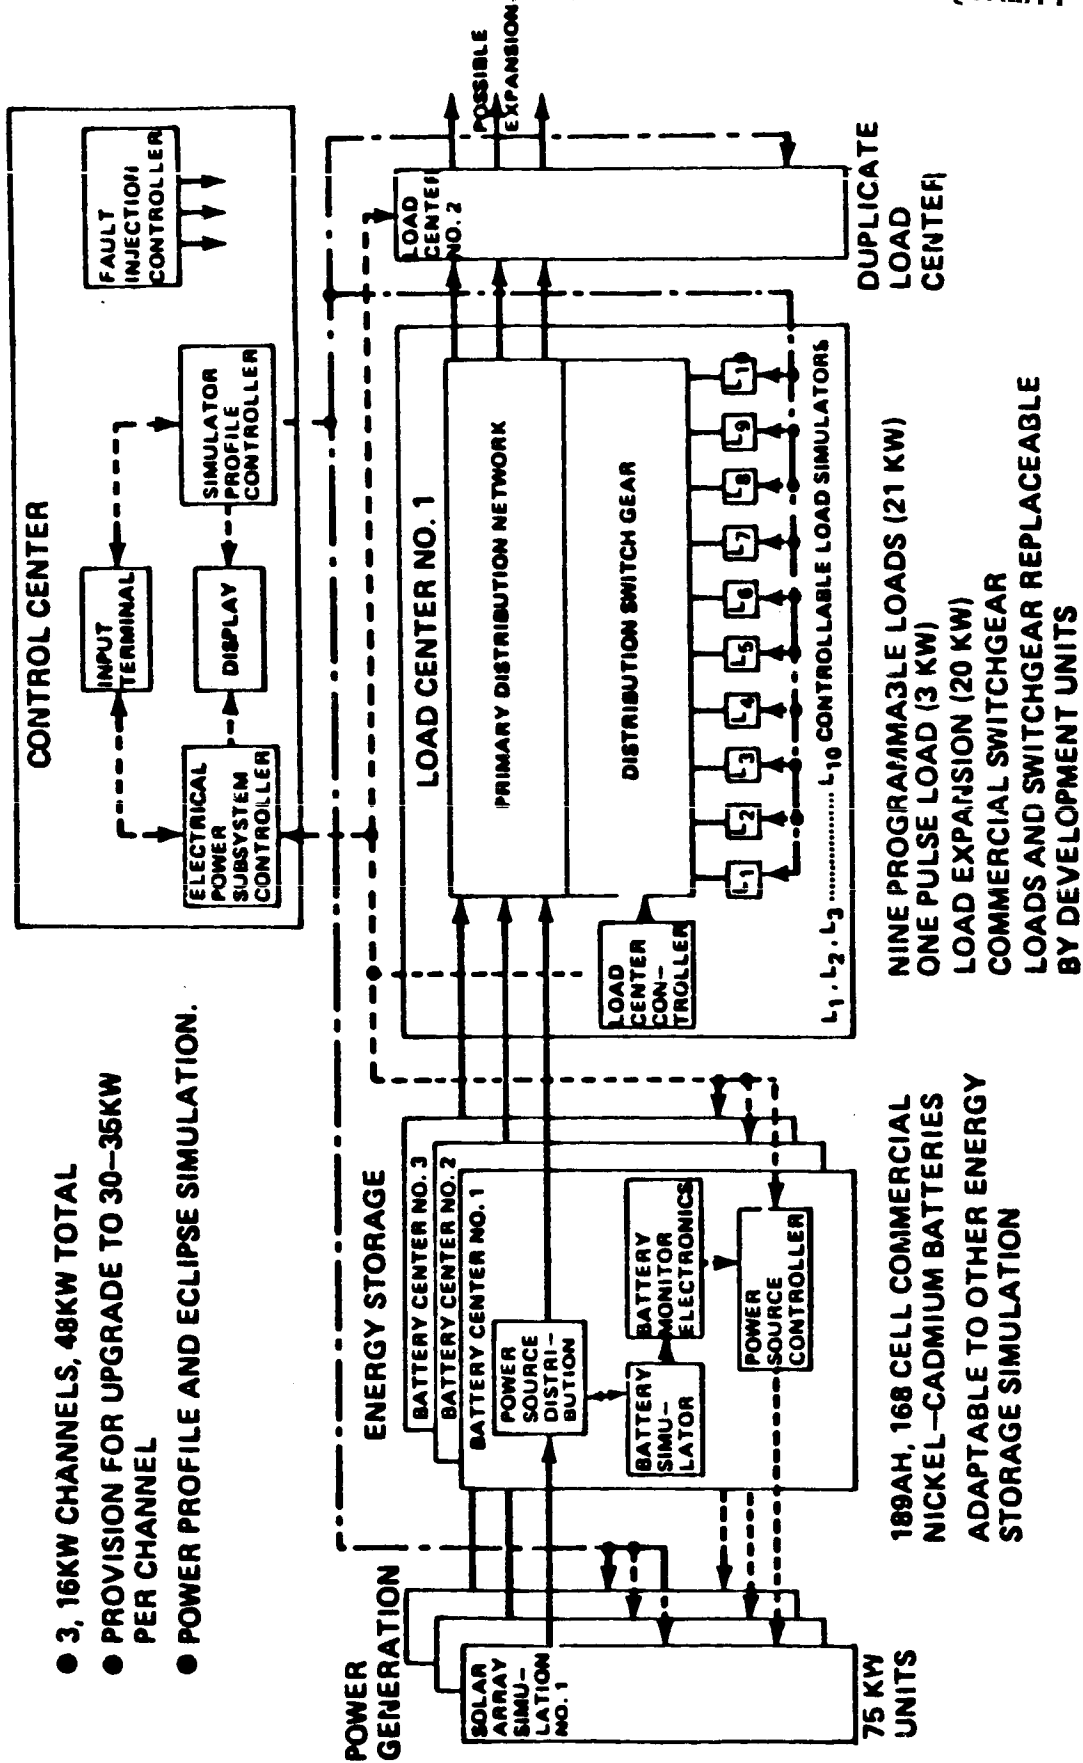 ● 3, 16KW CHANNELS, 48KW TOTAL
● PROVISION FOR UPGRADE TO 30–35KW
PER CHANNEL
● POWER PROFILE AND ECLIPSE SIMULATION.
CONTROL CENTER
ELECTRICAL
POWER
SUBSYSTEM
CONTROLLER
INPUT
TERMINAL
DISPLAY
SIMULATOR
PROFILE
CONTROLLER
FAULT
INJECTION
CONTROLLER
POWER
GENERATION
SOLAR
ARRAY
SIMU–
LATION
NO. 1
75 KW
UNITS
ENERGY STORAGE
BATTERY CENTER NO. 3
BATTERY CENTER NO. 2
BATTERY CENTER NO. 1
POWER
SOURCE
DISTRI–
BUTION
BATTERY
SIMU–
LATOR
BATTERY
MONITOR
ELECTRONICS
POWER
SOURCE
CONTROLLER
189AH, 168 CELL COMMERCIAL
NICKEL–CADMIUM BATTERIES
ADAPTABLE TO OTHER ENERGY
STORAGE SIMULATION
LOAD CENTER NO. 1
PRIMARY DISTRIBUTION NETWORK
DISTRIBUTION SWITCH GEAR
LOAD
CENTER
CON–
TROLLER
L1
L2
L3
L4
L5
L6
L7
L8
L9
L10
L1, L2, L3 ............ L10 CONTROLLABLE LOAD SIMULATORS
NINE PROGRAMMABLE LOADS (21 KW)
ONE PULSE LOAD (3 KW)
LOAD EXPANSION (20 KW)
COMMERCIAL SWITCHGEAR
LOADS AND SWITCHGEAR REPLACEABLE
BY DEVELOPMENT UNITS
LOAD
CENTER
NO. 2
POSSIBLE
EXPANSION
DUPLICATE
LOAD
CENTER